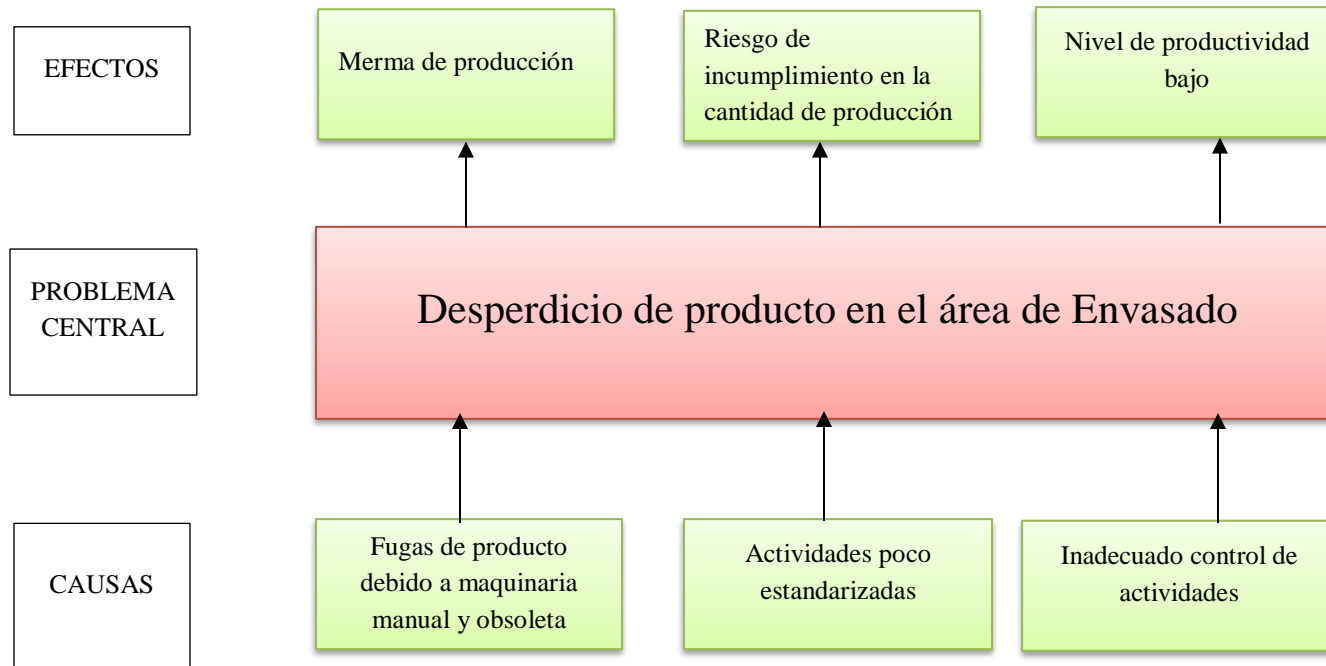 EFECTOS
Merma de producción
Riesgo de
incumplimiento en la
cantidad de producción
Nivel de productividad
bajo
PROBLEMA
CENTRAL
Desperdicio de producto en el área de Envasado
CAUSAS
Fugas de producto
debido a maquinaria
manual y obsoleta
Actividades poco
estandarizadas
Inadecuado control de
actividades